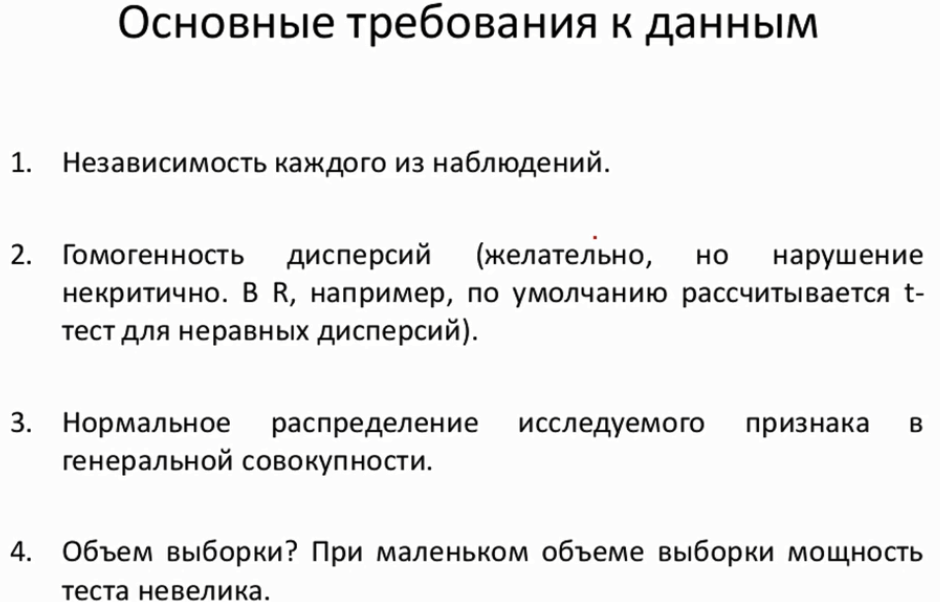 Основные требования к данным
1. Независимость каждого из наблюдений.
2. Гомогенность дисперсий (желательно, но нарушение
некритично. В R, например, по умолчанию рассчитывается t-
тест для неравных дисперсий).
3. Нормальное распределение исследуемого признака в
генеральной совокупности.
4. Объем выборки? При маленьком объеме выборки мощность
теста невелика.